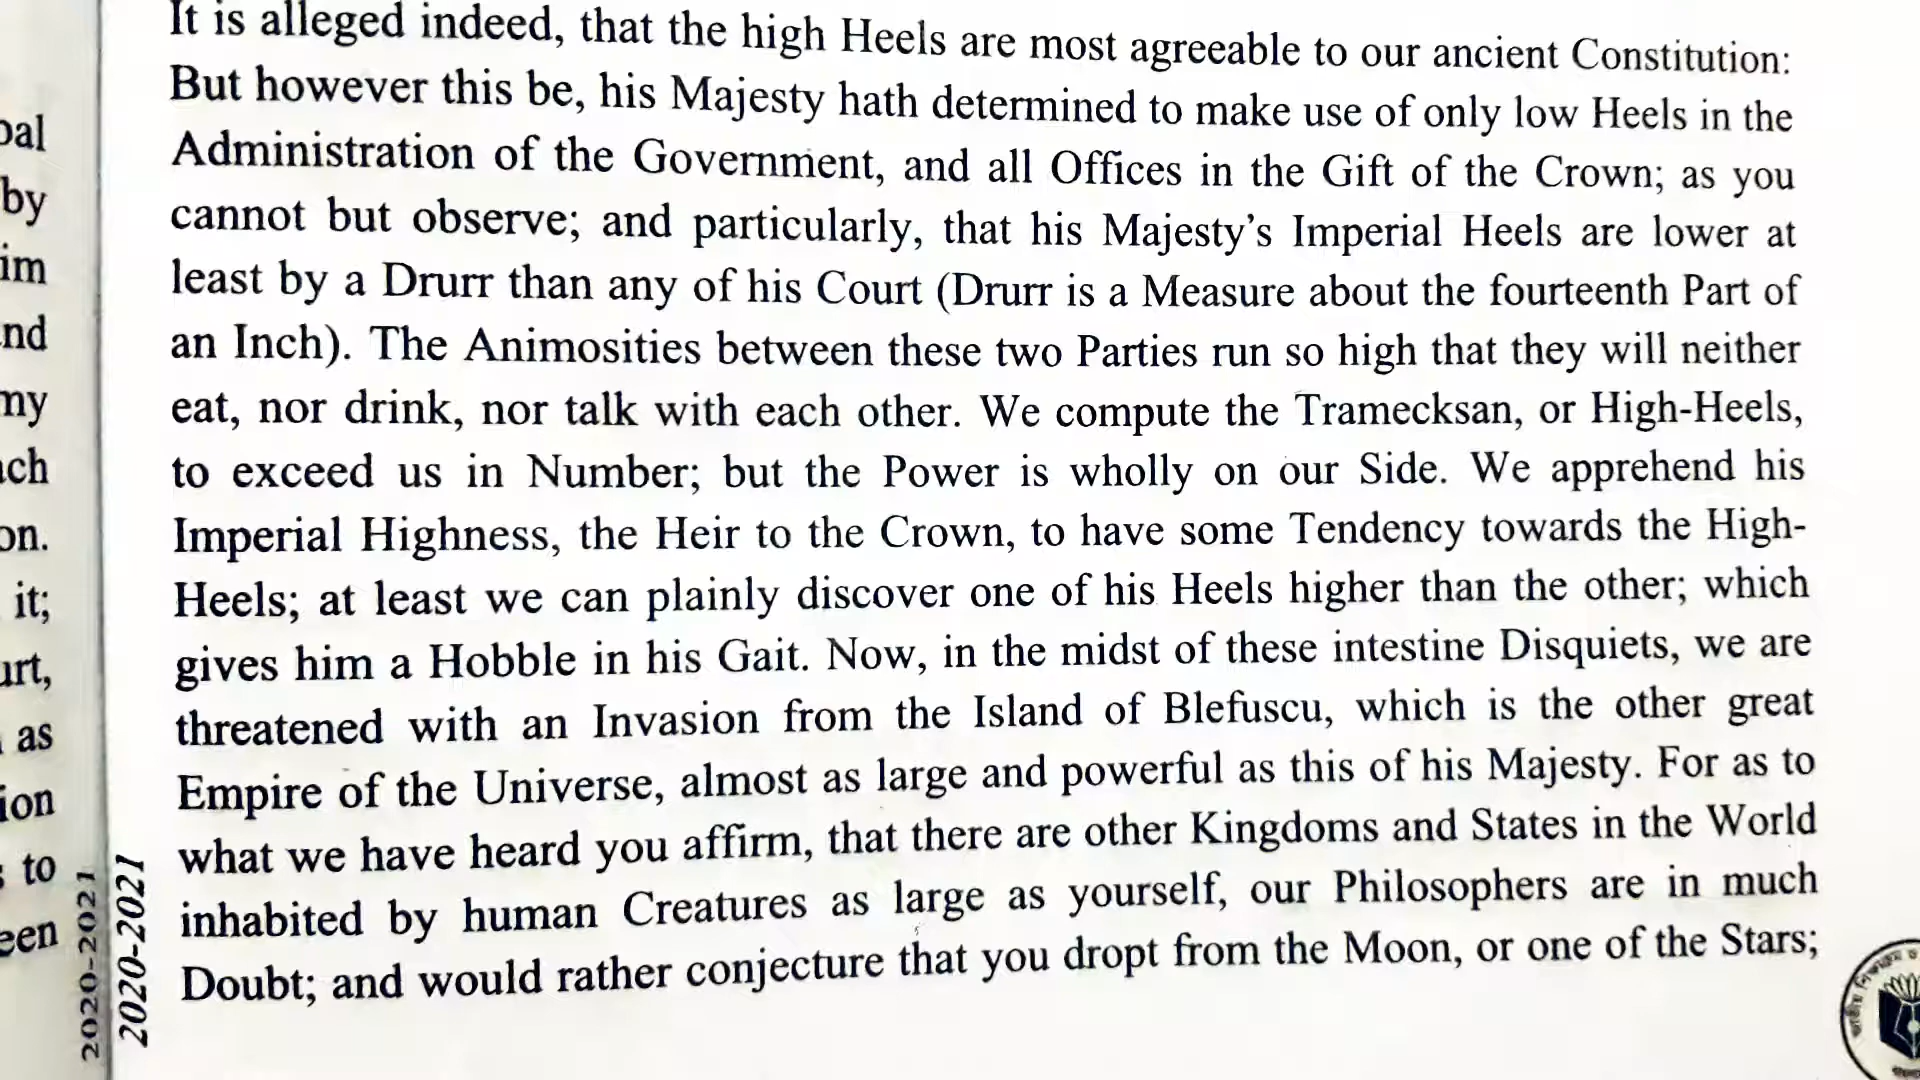 It is alleged indeed, that the high Heels are most agreeable to our ancient Constitution:
But however this be, his Majesty hath determined to make use of only low Heels in the
Administration of the Government, and all Offices in the Gift of the Crown; as you
cannot but observe; and particularly, that his Majesty's Imperial Heels are lower at
least by a Drurr than any of his Court (Drurr is a Measure about the fourteenth Part of
an Inch). The Animosities between these two Parties run so high that they will neither
eat, nor drink, nor talk with each other. We compute the Tramecksan, or High-Heels,
to exceed us in Number; but the Power is wholly on our Side. We apprehend his
Imperial Highness, the Heir to the Crown, to have some Tendency towards the High-
Heels; at least we can plainly discover one of his Heels higher than the other; which
gives him a Hobble in his Gait. Now, in the midst of these intestine Disquiets, we are
threatened with an Invasion from the Island of Blefuscu, which is the other great
Empire of the Universe, almost as large and powerful as this of his Majesty. For as to
what we have heard you affirm, that there are other Kingdoms and States in the World
inhabited by human Creatures as large as yourself, our Philosophers are in much
Doubt; and would rather conjecture that you dropt from the Moon, or one of the Stars;
by
it;
as
to
2020-2021
2020-2021